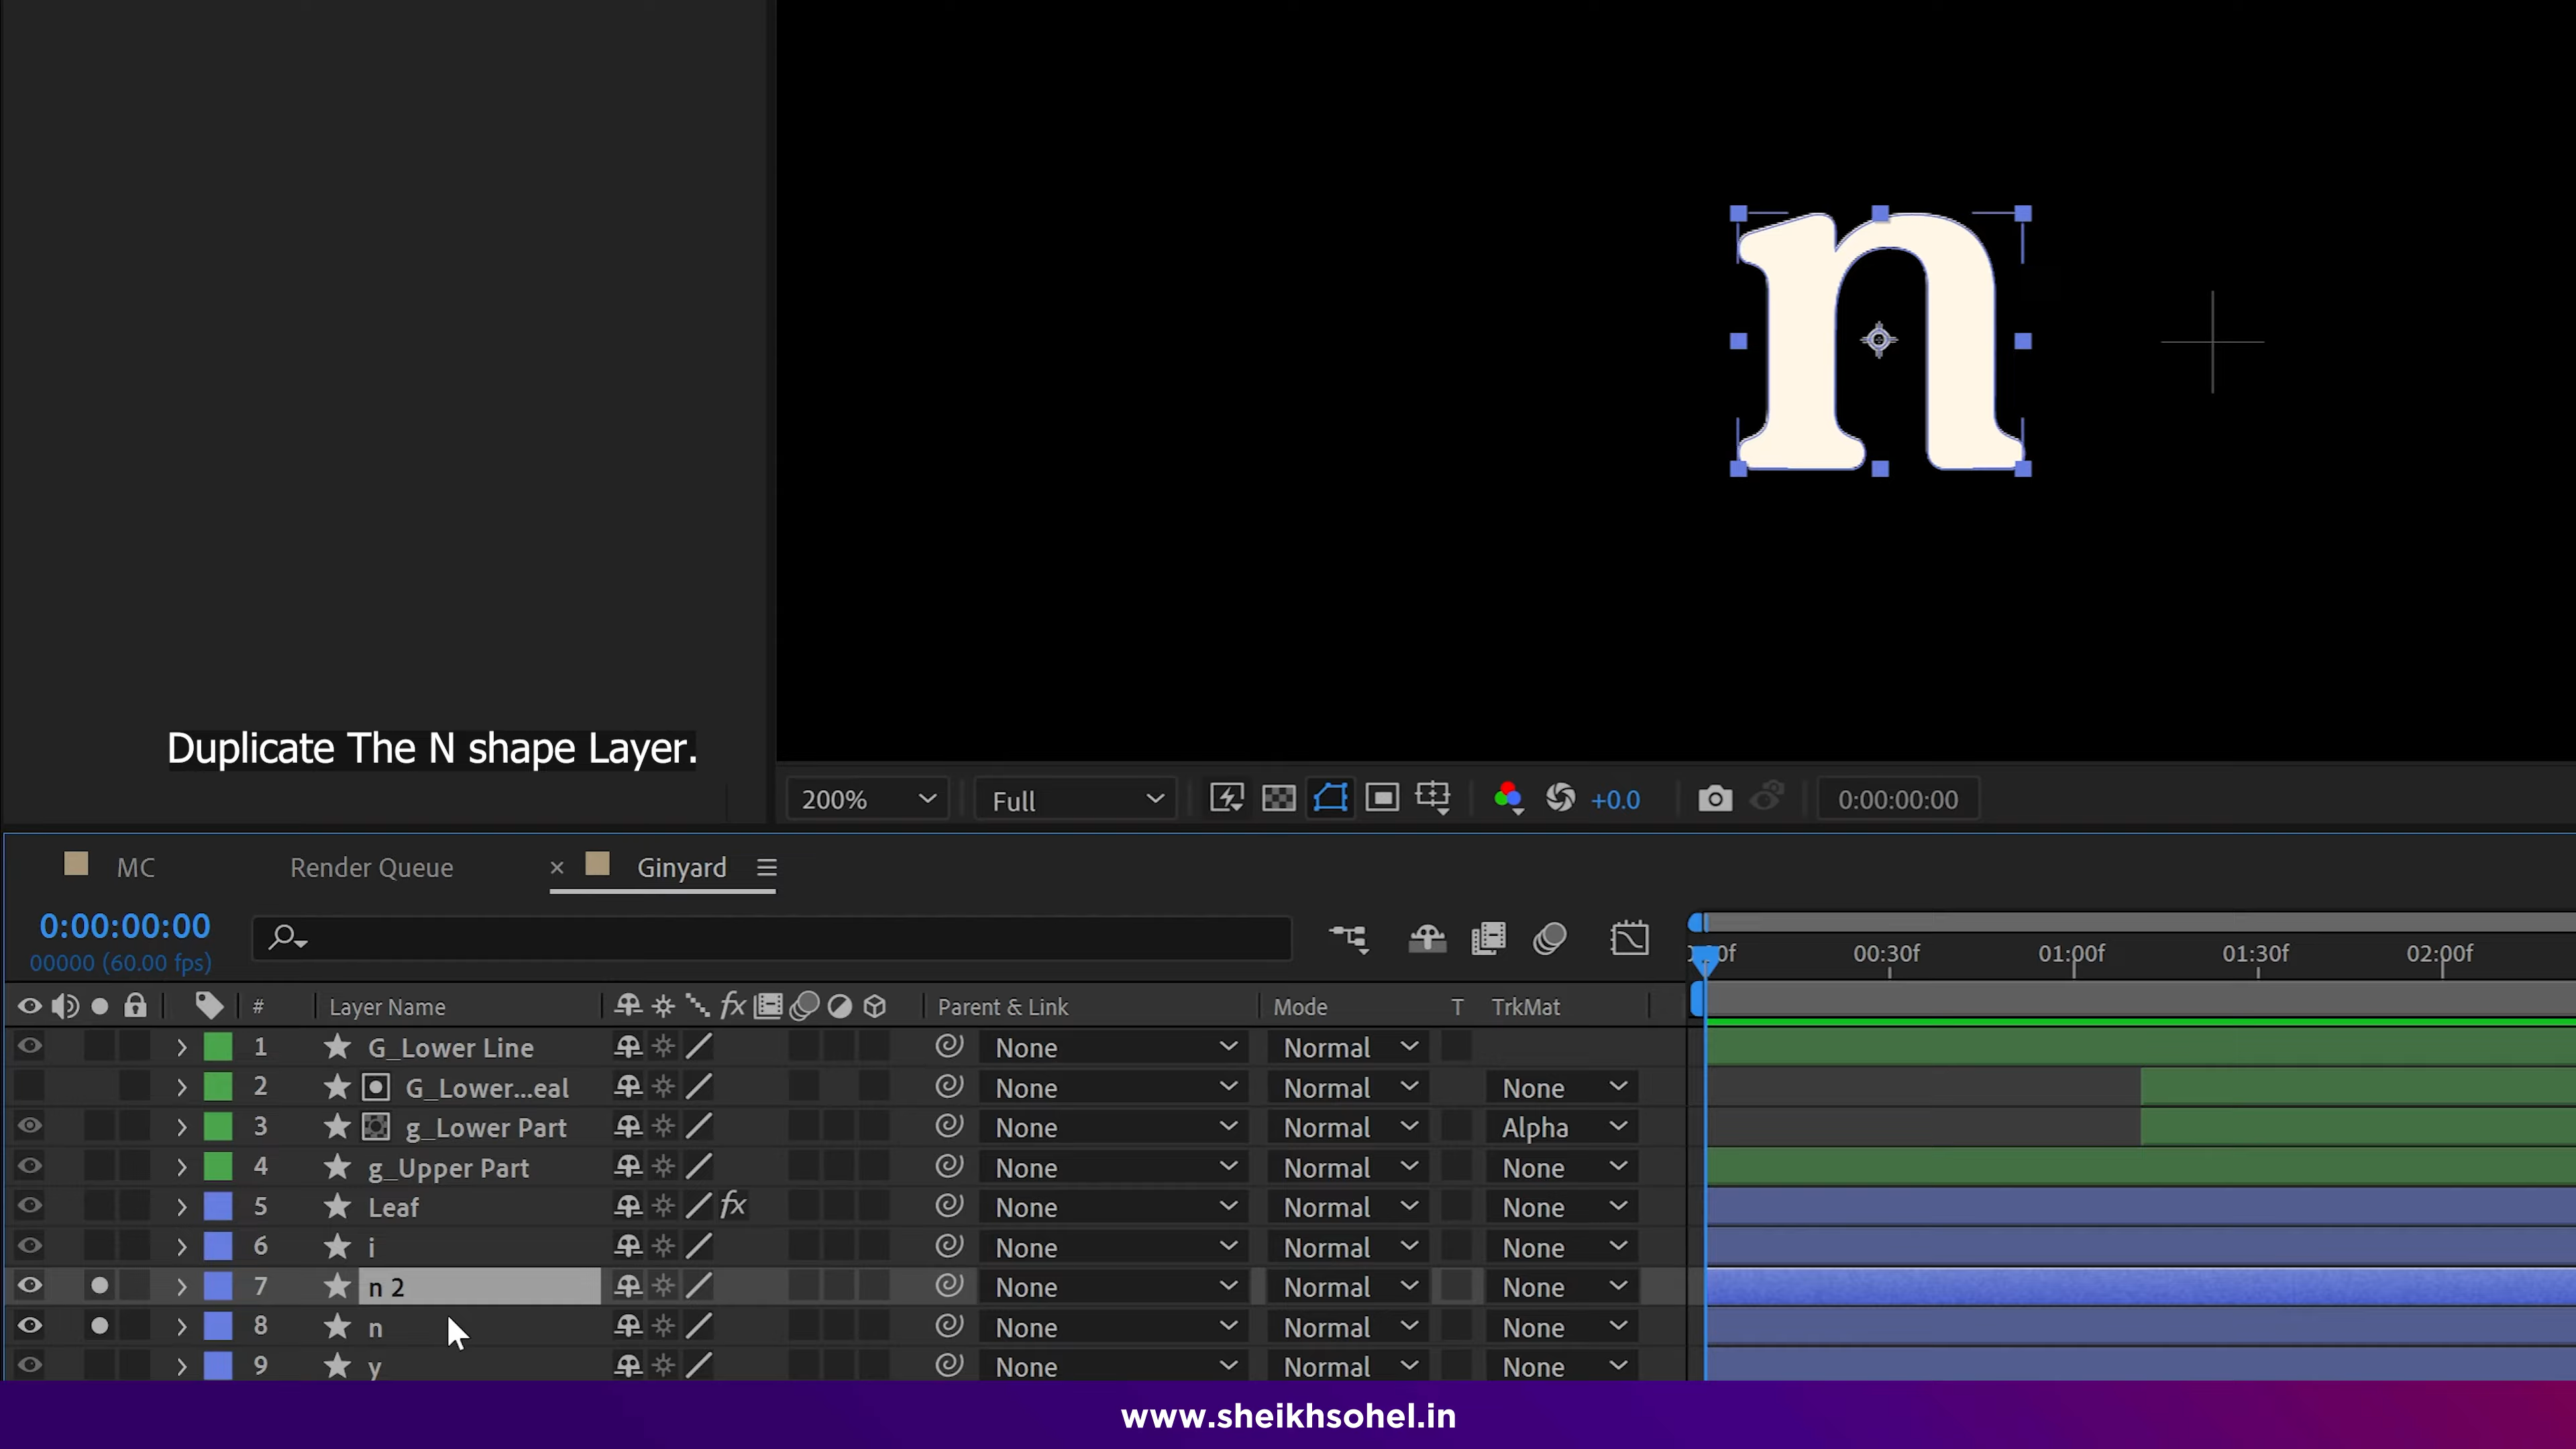 n
Duplicate The N shape Layer.
200% Full +0.0 0:00:00:00
MC Render Queue × Ginyard
0:00:00:00
00000 (60.00 fps)
00f 00:30f 01:00f 01:30f 02:00f
# Layer Name fx Parent & Link Mode T TrkMat
1 G_Lower Line None Normal
2 G_Lower...eal None Normal None
3 g_Lower Part None Normal Alpha
4 g_Upper Part None Normal None
5 Leaf fx None Normal None
6 i None Normal None
7 n 2 None Normal None
8 n None Normal None
9 y None Normal None
www.sheikhsohel.in